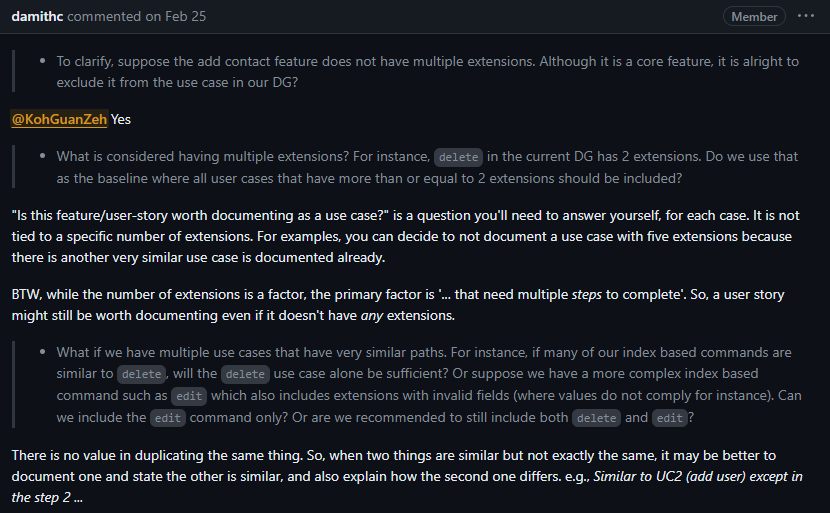 damithc commented on Feb 25
Member ...
• To clarify, suppose the add contact feature does not have multiple extensions. Although it is a core feature, it is alright to
exclude it from the use case in our DG?
@KohGuanZeh Yes
• What is considered having multiple extensions? For instance, delete in the current DG has 2 extensions. Do we use that
as the baseline where all user cases that have more than or equal to 2 extensions should be included?
"Is this feature/user-story worth documenting as a use case?" is a question you'll need to answer yourself, for each case. It is not
tied to a specific number of extensions. For examples, you can decide to not document a use case with five extensions because
there is another very similar use case is documented already.
BTW, while the number of extensions is a factor, the primary factor is '... that need multiple steps to complete'. So, a user story
might still be worth documenting even if it doesn't have any extensions.
• What if we have multiple use cases that have very similar paths. For instance, if many of our index based commands are
similar to delete, will the delete use case alone be sufficient? Or suppose we have a more complex index based
command such as edit which also includes extensions with invalid fields (where values do not comply for instance). Can
we include the edit command only? Or are we recommended to still include both delete and edit?
There is no value in duplicating the same thing. So, when two things are similar but not exactly the same, it may be better to
document one and state the other is similar, and also explain how the second one differs. e.g., Similar to UC2 (add user) except in
the step 2 ...